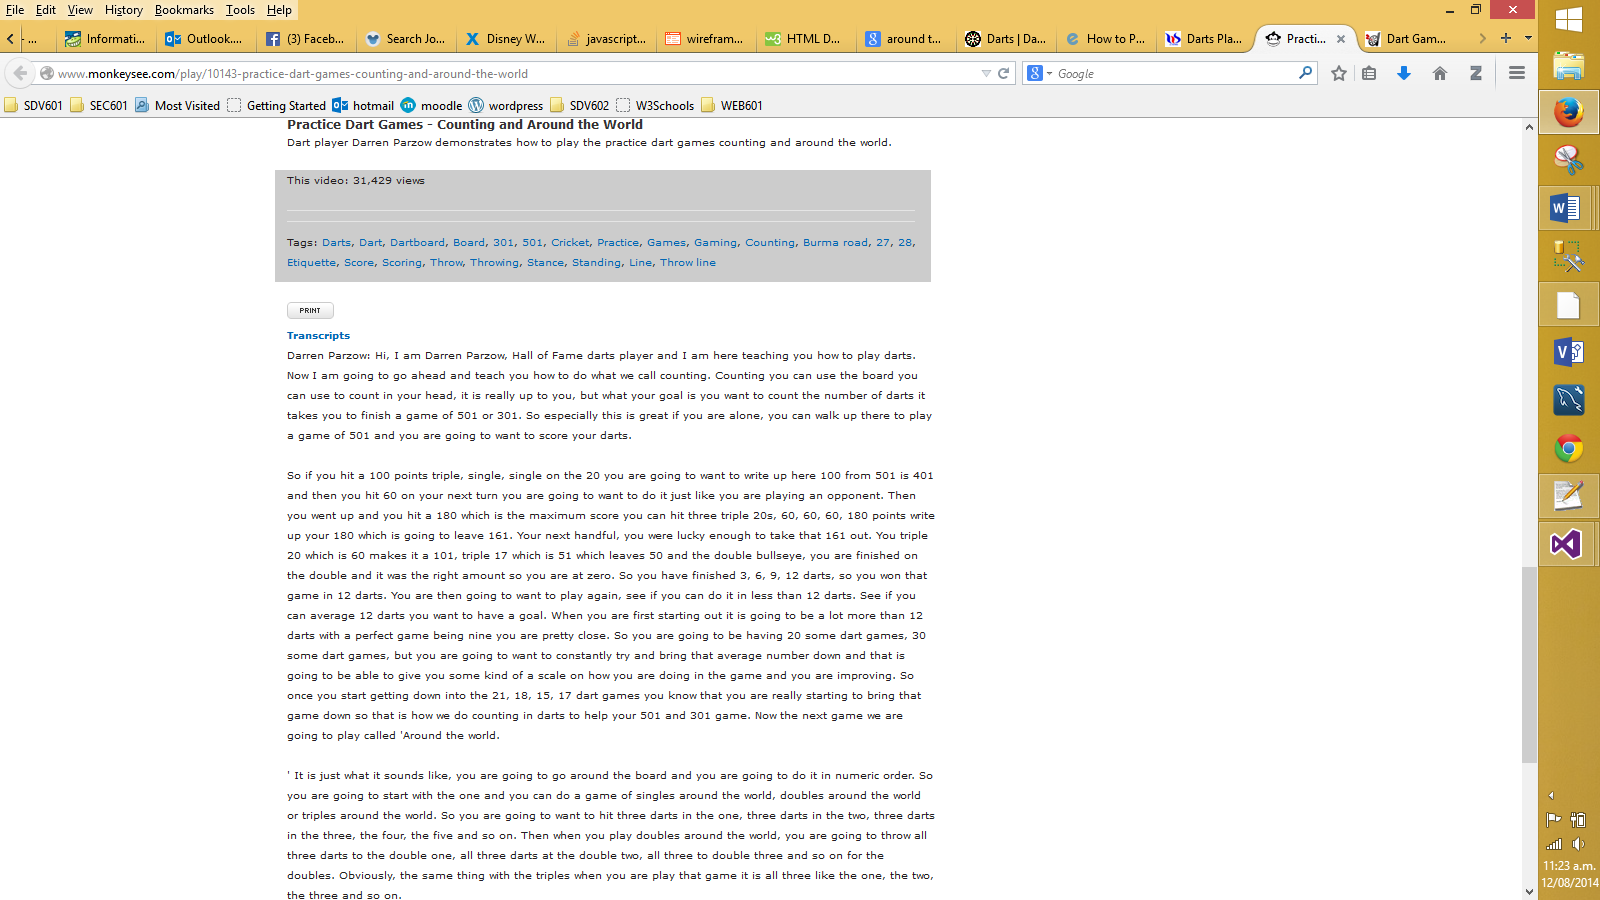 File Edit View History Bookmarks Tools Help
- ... Informati... Outlook.... (3) Faceb... Search Jo... Disney W... javascript... wirefram... HTML D... around t... Darts | Da... How to P... Darts Pla... Practi... Dart Gam...
www.monkeysee.com/play/10143-practice-dart-games-counting-and-around-the-world Google
SDV601 SEC601 Most Visited Getting Started hotmail moodle wordpress SDV602 W3Schools WEB601
Practice Dart Games - Counting and Around the World
Dart player Darren Parzow demonstrates how to play the practice dart games counting and around the world.
This video: 31,429 views
Tags: Darts, Dart, Dartboard, Board, 301, 501, Cricket, Practice, Games, Gaming, Counting, Burma road, 27, 28,
Etiquette, Score, Scoring, Throw, Throwing, Stance, Standing, Line, Throw line
PRINT
Transcripts
Darren Parzow: Hi, I am Darren Parzow, Hall of Fame darts player and I am here teaching you how to play darts.
Now I am going to go ahead and teach you how to do what we call counting. Counting you can use the board you
can use to count in your head, it is really up to you, but what your goal is you want to count the number of darts it
takes you to finish a game of 501 or 301. So especially this is great if you are alone, you can walk up there to play
a game of 501 and you are going to want to score your darts.
So if you hit a 100 points triple, single, single on the 20 you are going to want to write up here 100 from 501 is 401
and then you hit 60 on your next turn you are going to want to do it just like you are playing an opponent. Then
you went up and you hit a 180 which is the maximum score you can hit three triple 20s, 60, 60, 60, 180 points write
up your 180 which is going to leave 161. Your next handful, you were lucky enough to take that 161 out. You triple
20 which is 60 makes it a 101, triple 17 which is 51 which leaves 50 and the double bullseye, you are finished on
the double and it was the right amount so you are at zero. So you have finished 3, 6, 9, 12 darts, so you won that
game in 12 darts. You are then going to want to play again, see if you can do it in less than 12 darts. See if you
can average 12 darts you want to have a goal. When you are first starting out it is going to be a lot more than 12
darts with a perfect game being nine you are pretty close. So you are going to be having 20 some dart games, 30
some dart games, but you are going to want to constantly try and bring that average number down and that is
going to be able to give you some kind of a scale on how you are doing in the game and you are improving. So
once you start getting down into the 21, 18, 15, 17 dart games you know that you are really starting to bring that
game down so that is how we do counting in darts to help your 501 and 301 game. Now the next game we are
going to play called 'Around the world.
' It is just what it sounds like, you are going to go around the board and you are going to do it in numeric order. So
you are going to start with the one and you can do a game of singles around the world, doubles around the world
or triples around the world. So you are going to want to hit three darts in the one, three darts in the two, three darts
in the three, the four, the five and so on. Then when you play doubles around the world, you are going to throw all
three darts to the double one, all three darts at the double two, all three to double three and so on for the
doubles. Obviously, the same thing with the triples when you are play that game it is all three like the one, the two,
the three and so on.
11:23 a.m.
12/08/2014